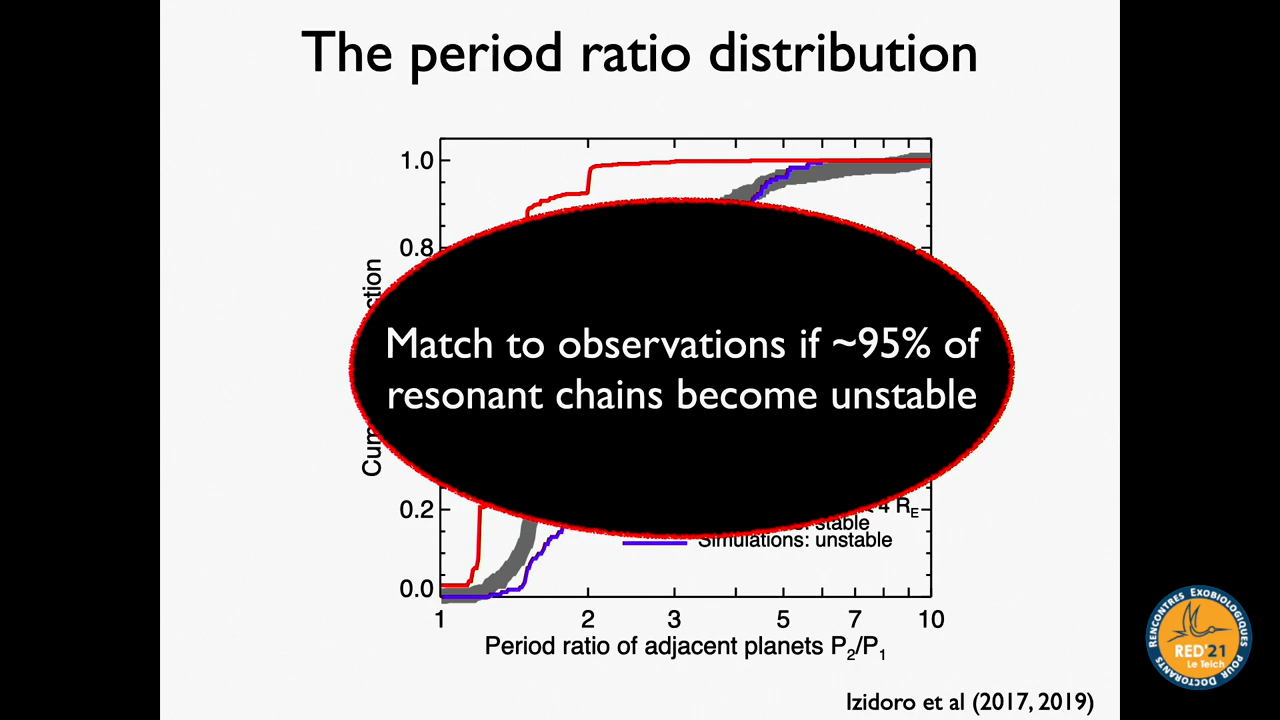 The period ratio distribution
1.0
0.8
0.2
0.0
Match to observations if ~95% of
resonant chains become unstable
4 RE
stable
Simulations: unstable
1 2 3 5 7 10
Period ratio of adjacent planets P2/P1
Izidoro et al (2017, 2019)
RENCONTRES EXOBIOLOGIQUES
POUR DOCTORANTS
RED'21
Le Teich